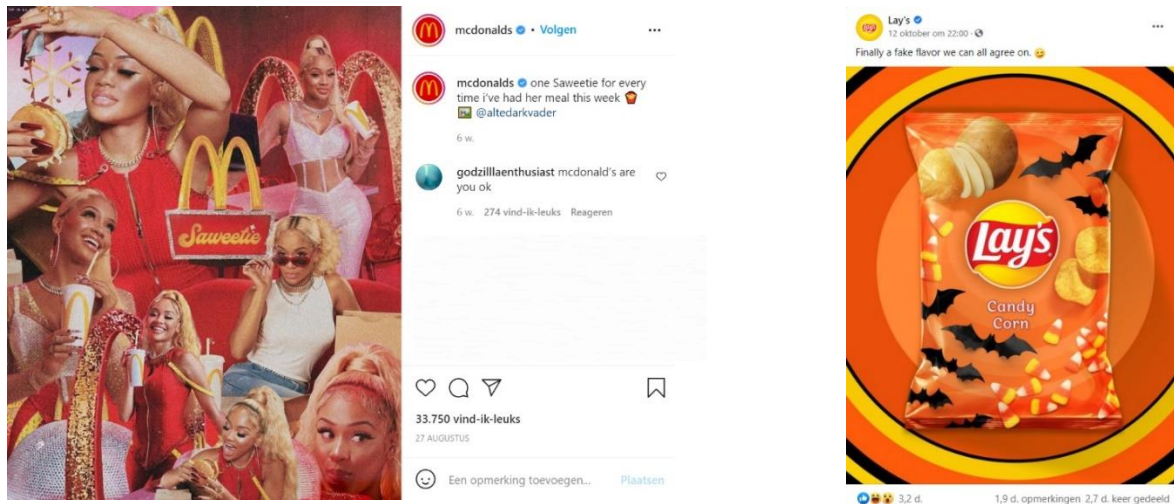 Saweetie
mcdonalds • Volgen
mcdonalds one Saweetie for every
time i've had her meal this week
@altedarkvader
6 w.
godzilllaenthusiast mcdonald's are
you ok
6 w. 274 vind-ik-leuks Reageren
33.750 vind-ik-leuks
27 AUGUSTUS
Een opmerking toevoegen... Plaatsen
Lay's
12 oktober om 22:00 ·
Finally a fake flavor we can all agree on.
Lay's
Candy
Corn
3,2 d. 1,9 d. opmerkingen 2,7 d. keer gedeeld